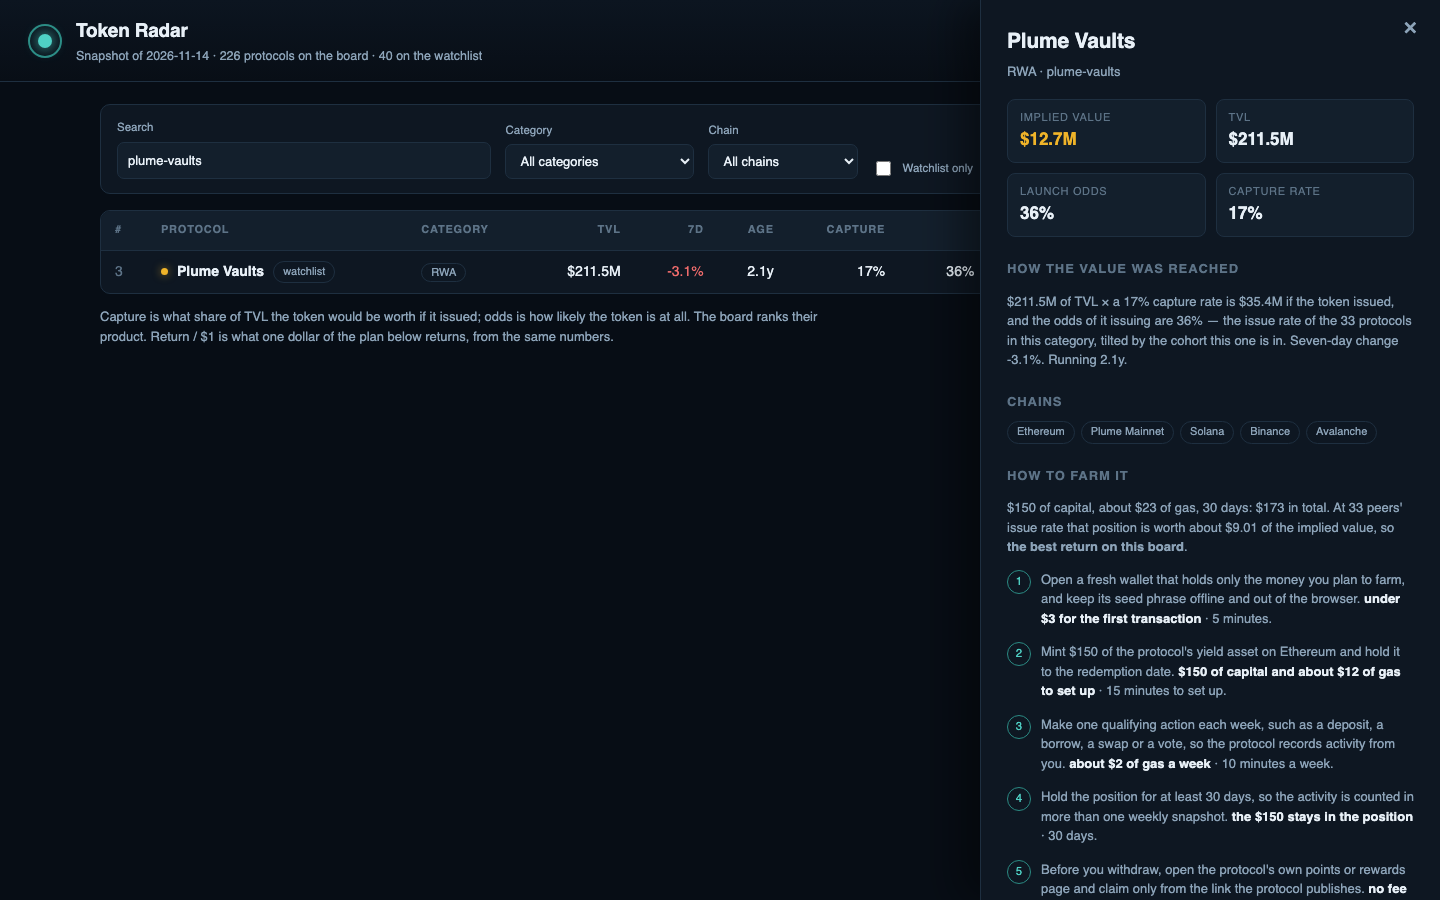 Token Radar
Snapshot of 2026-11-14 · 226 protocols on the board · 40 on the watchlist
Search
Category
Chain
plume-vaults
All categories
All chains
Watchlist only
# PROTOCOL CATEGORY TVL 7D AGE CAPTURE
3 Plume Vaults watchlist RWA $211.5M -3.1% 2.1y 17% 36%
Capture is what share of TVL the token would be worth if it issued; odds is how likely the token is at all. The board ranks their
product. Return / $1 is what one dollar of the plan below returns, from the same numbers.
Plume Vaults
×
RWA · plume-vaults
IMPLIED VALUE
$12.7M
TVL
$211.5M
LAUNCH ODDS
36%
CAPTURE RATE
17%
HOW THE VALUE WAS REACHED
$211.5M of TVL × a 17% capture rate is $35.4M if the token issued,
and the odds of it issuing are 36% — the issue rate of the 33 protocols
in this category, tilted by the cohort this one is in. Seven-day change
-3.1%. Running 2.1y.
CHAINS
Ethereum Plume Mainnet Solana Binance Avalanche
HOW TO FARM IT
$150 of capital, about $23 of gas, 30 days: $173 in total. At 33 peers'
issue rate that position is worth about $9.01 of the implied value, so
the best return on this board.
1 Open a fresh wallet that holds only the money you plan to farm,
and keep its seed phrase offline and out of the browser. under
$3 for the first transaction · 5 minutes.
2 Mint $150 of the protocol's yield asset on Ethereum and hold it
to the redemption date. $150 of capital and about $12 of gas
to set up · 15 minutes to set up.
3 Make one qualifying action each week, such as a deposit, a
borrow, a swap or a vote, so the protocol records activity from
you. about $2 of gas a week · 10 minutes a week.
4 Hold the position for at least 30 days, so the activity is counted in
more than one weekly snapshot. the $150 stays in the position
· 30 days.
5 Before you withdraw, open the protocol's own points or rewards
page and claim only from the link the protocol publishes. no fee